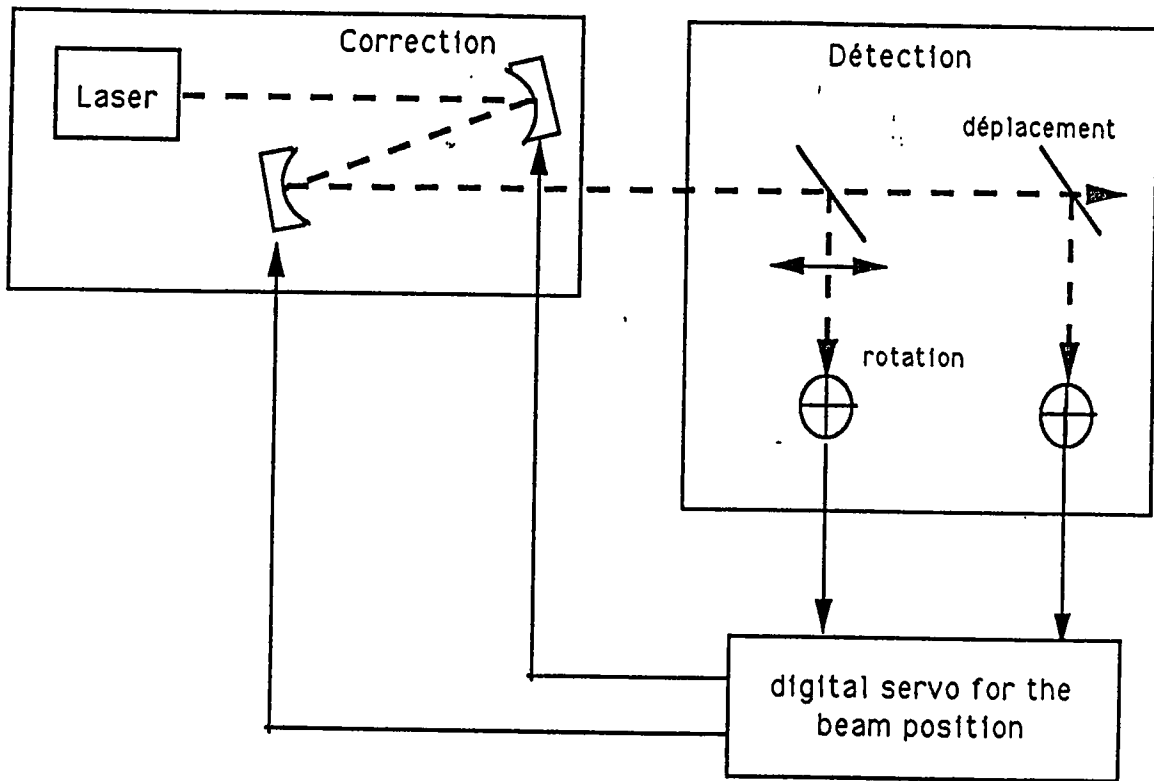 Correction
Laser
Détection
déplacement
rotation
digital servo for the
beam position